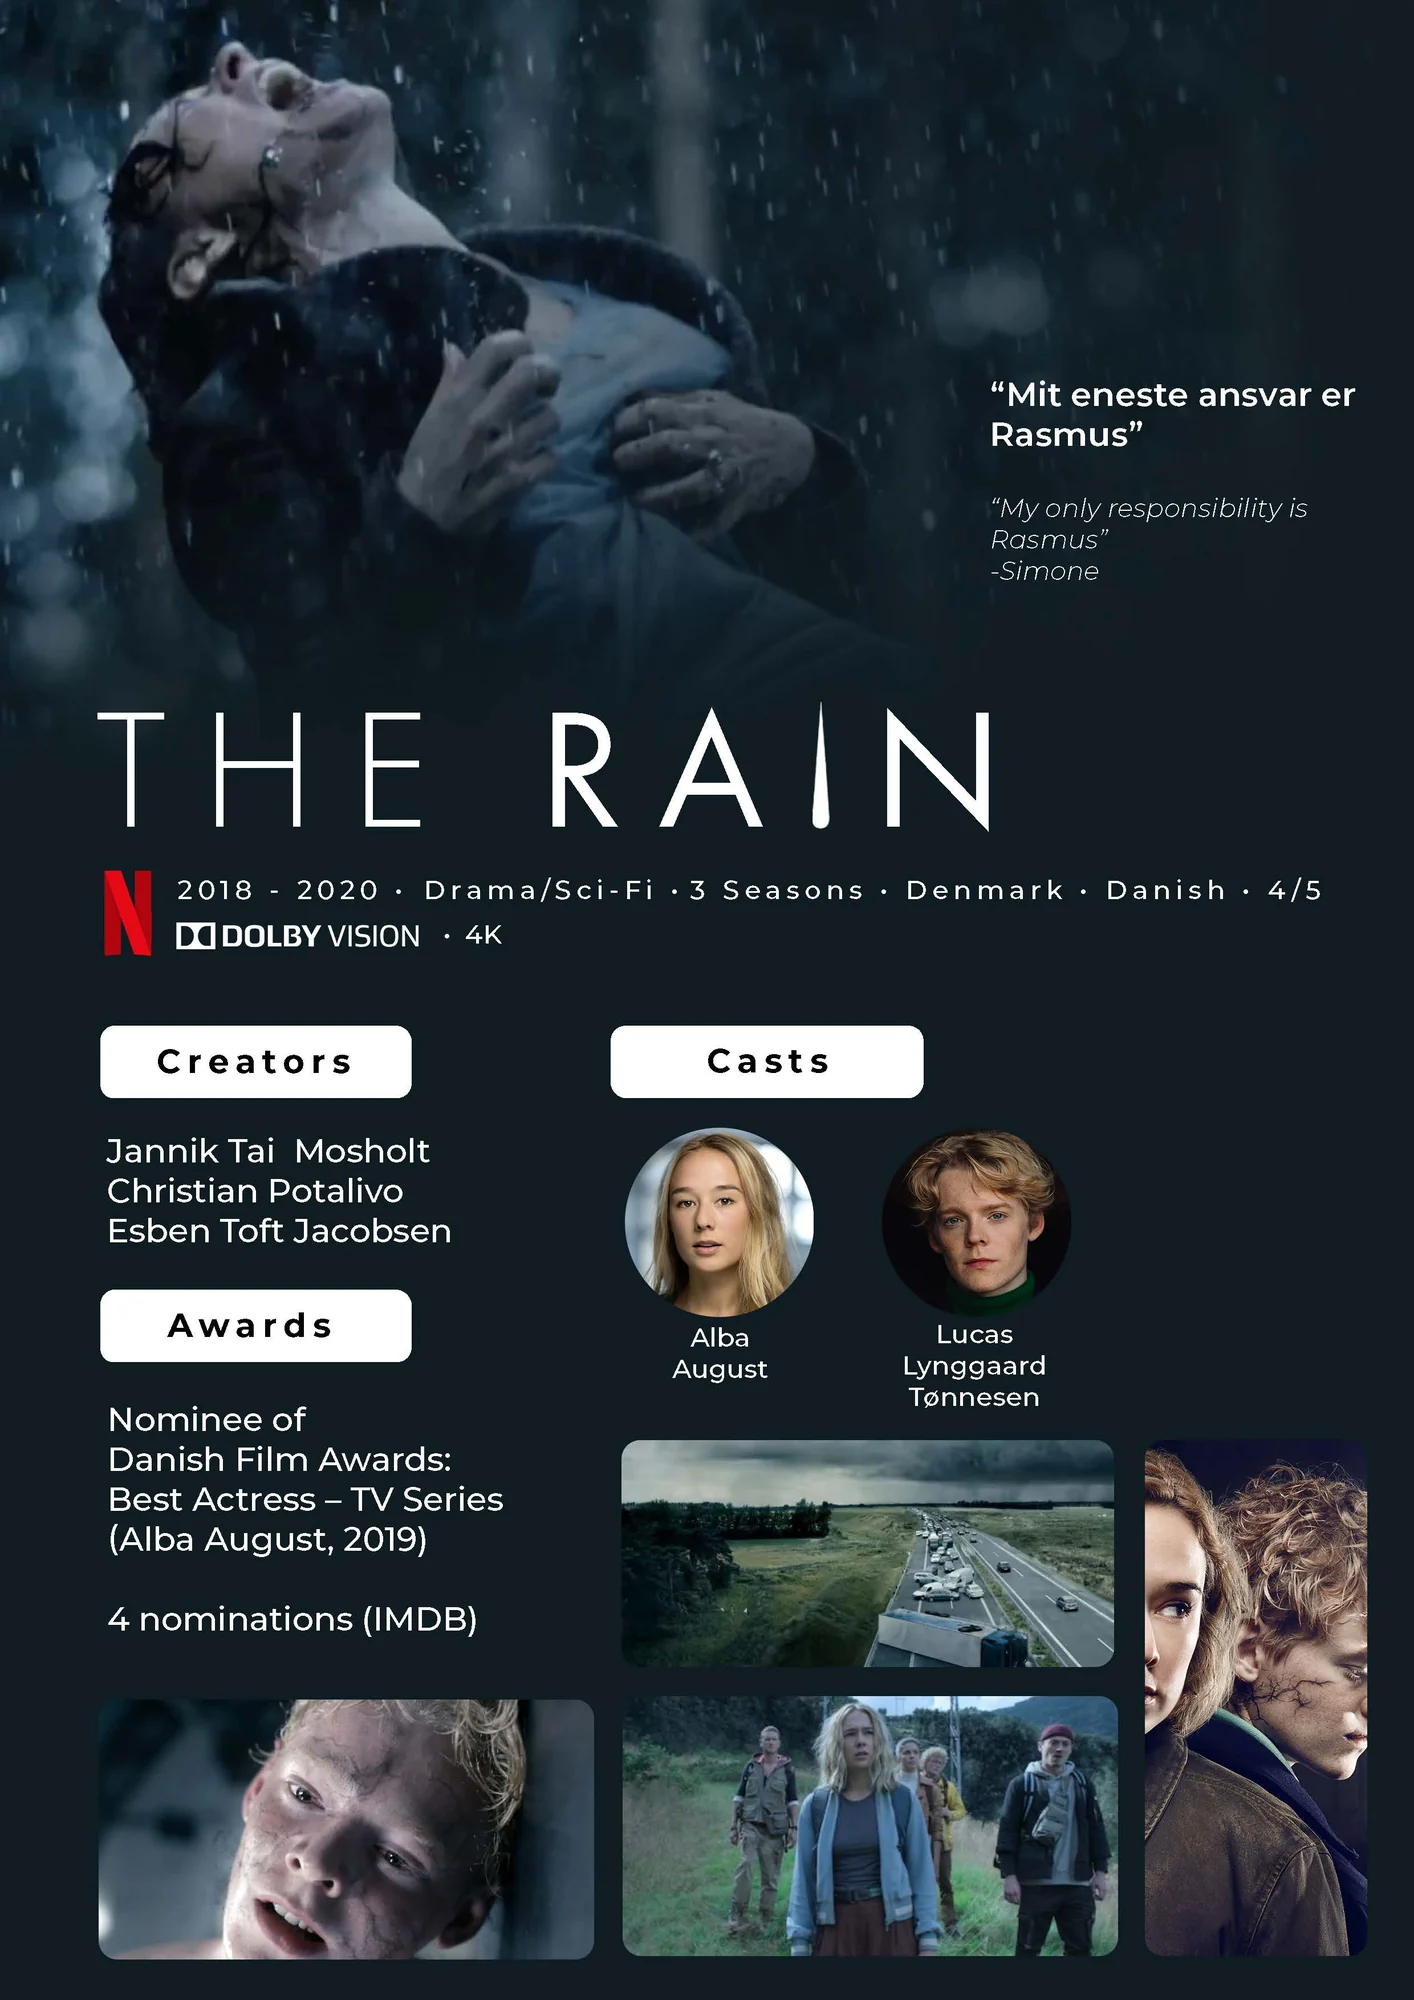 “Mit eneste ansvar er
Rasmus”
“My only responsibility is
Rasmus”
-Simone
THE RAIN
N 2018 - 2020 · Drama/Sci-Fi · 3 Seasons · Denmark · Danish · 4/5
DOLBY VISION · 4K
Creators
Jannik Tai Mosholt
Christian Potalivo
Esben Toft Jacobsen
Awards
Nominee of
Danish Film Awards:
Best Actress – TV Series
(Alba August, 2019)
4 nominations (IMDB)
Casts
Alba
August
Lucas
Lynggaard
Tønnesen